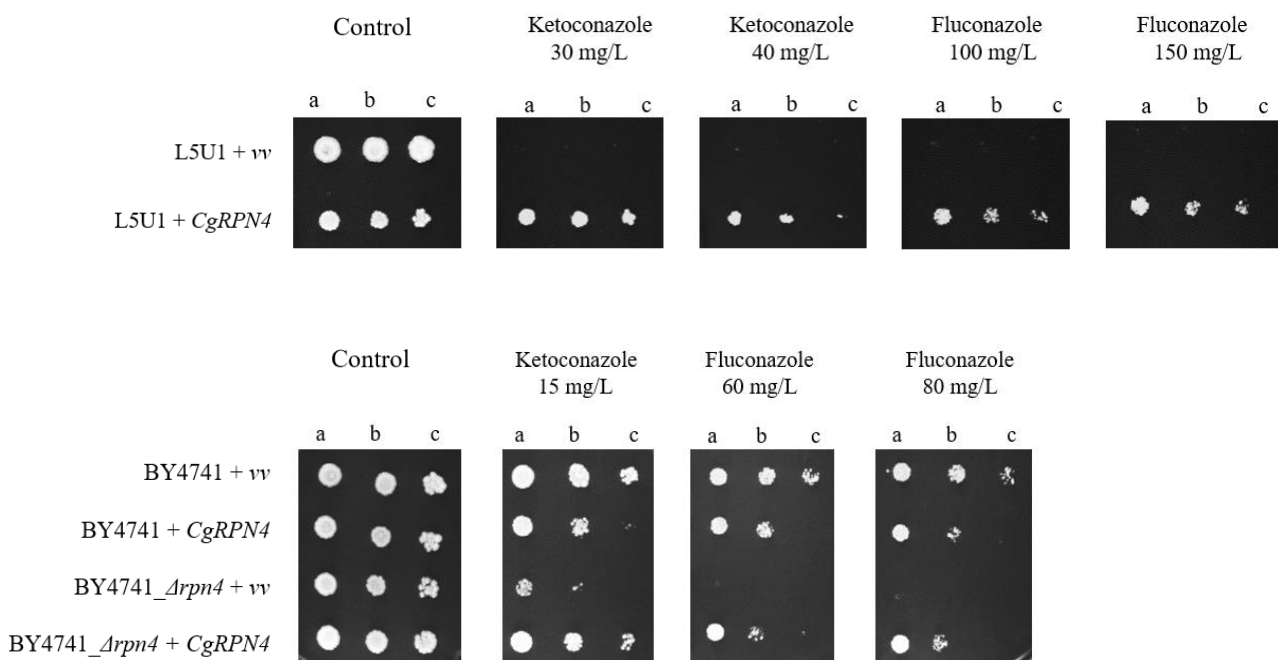 Control
Ketoconazole
30 mg/L
Ketoconazole
40 mg/L
Fluconazole
100 mg/L
Fluconazole
150 mg/L
a b c
a b c
a b c
a b c
a b c
L5U1 + vv
L5U1 + CgRPN4
Control
Ketoconazole
15 mg/L
Fluconazole
60 mg/L
Fluconazole
80 mg/L
a b c
a b c
a b c
a b c
BY4741 + vv
BY4741 + CgRPN4
BY4741_Δrpn4 + vv
BY4741_Δrpn4 + CgRPN4